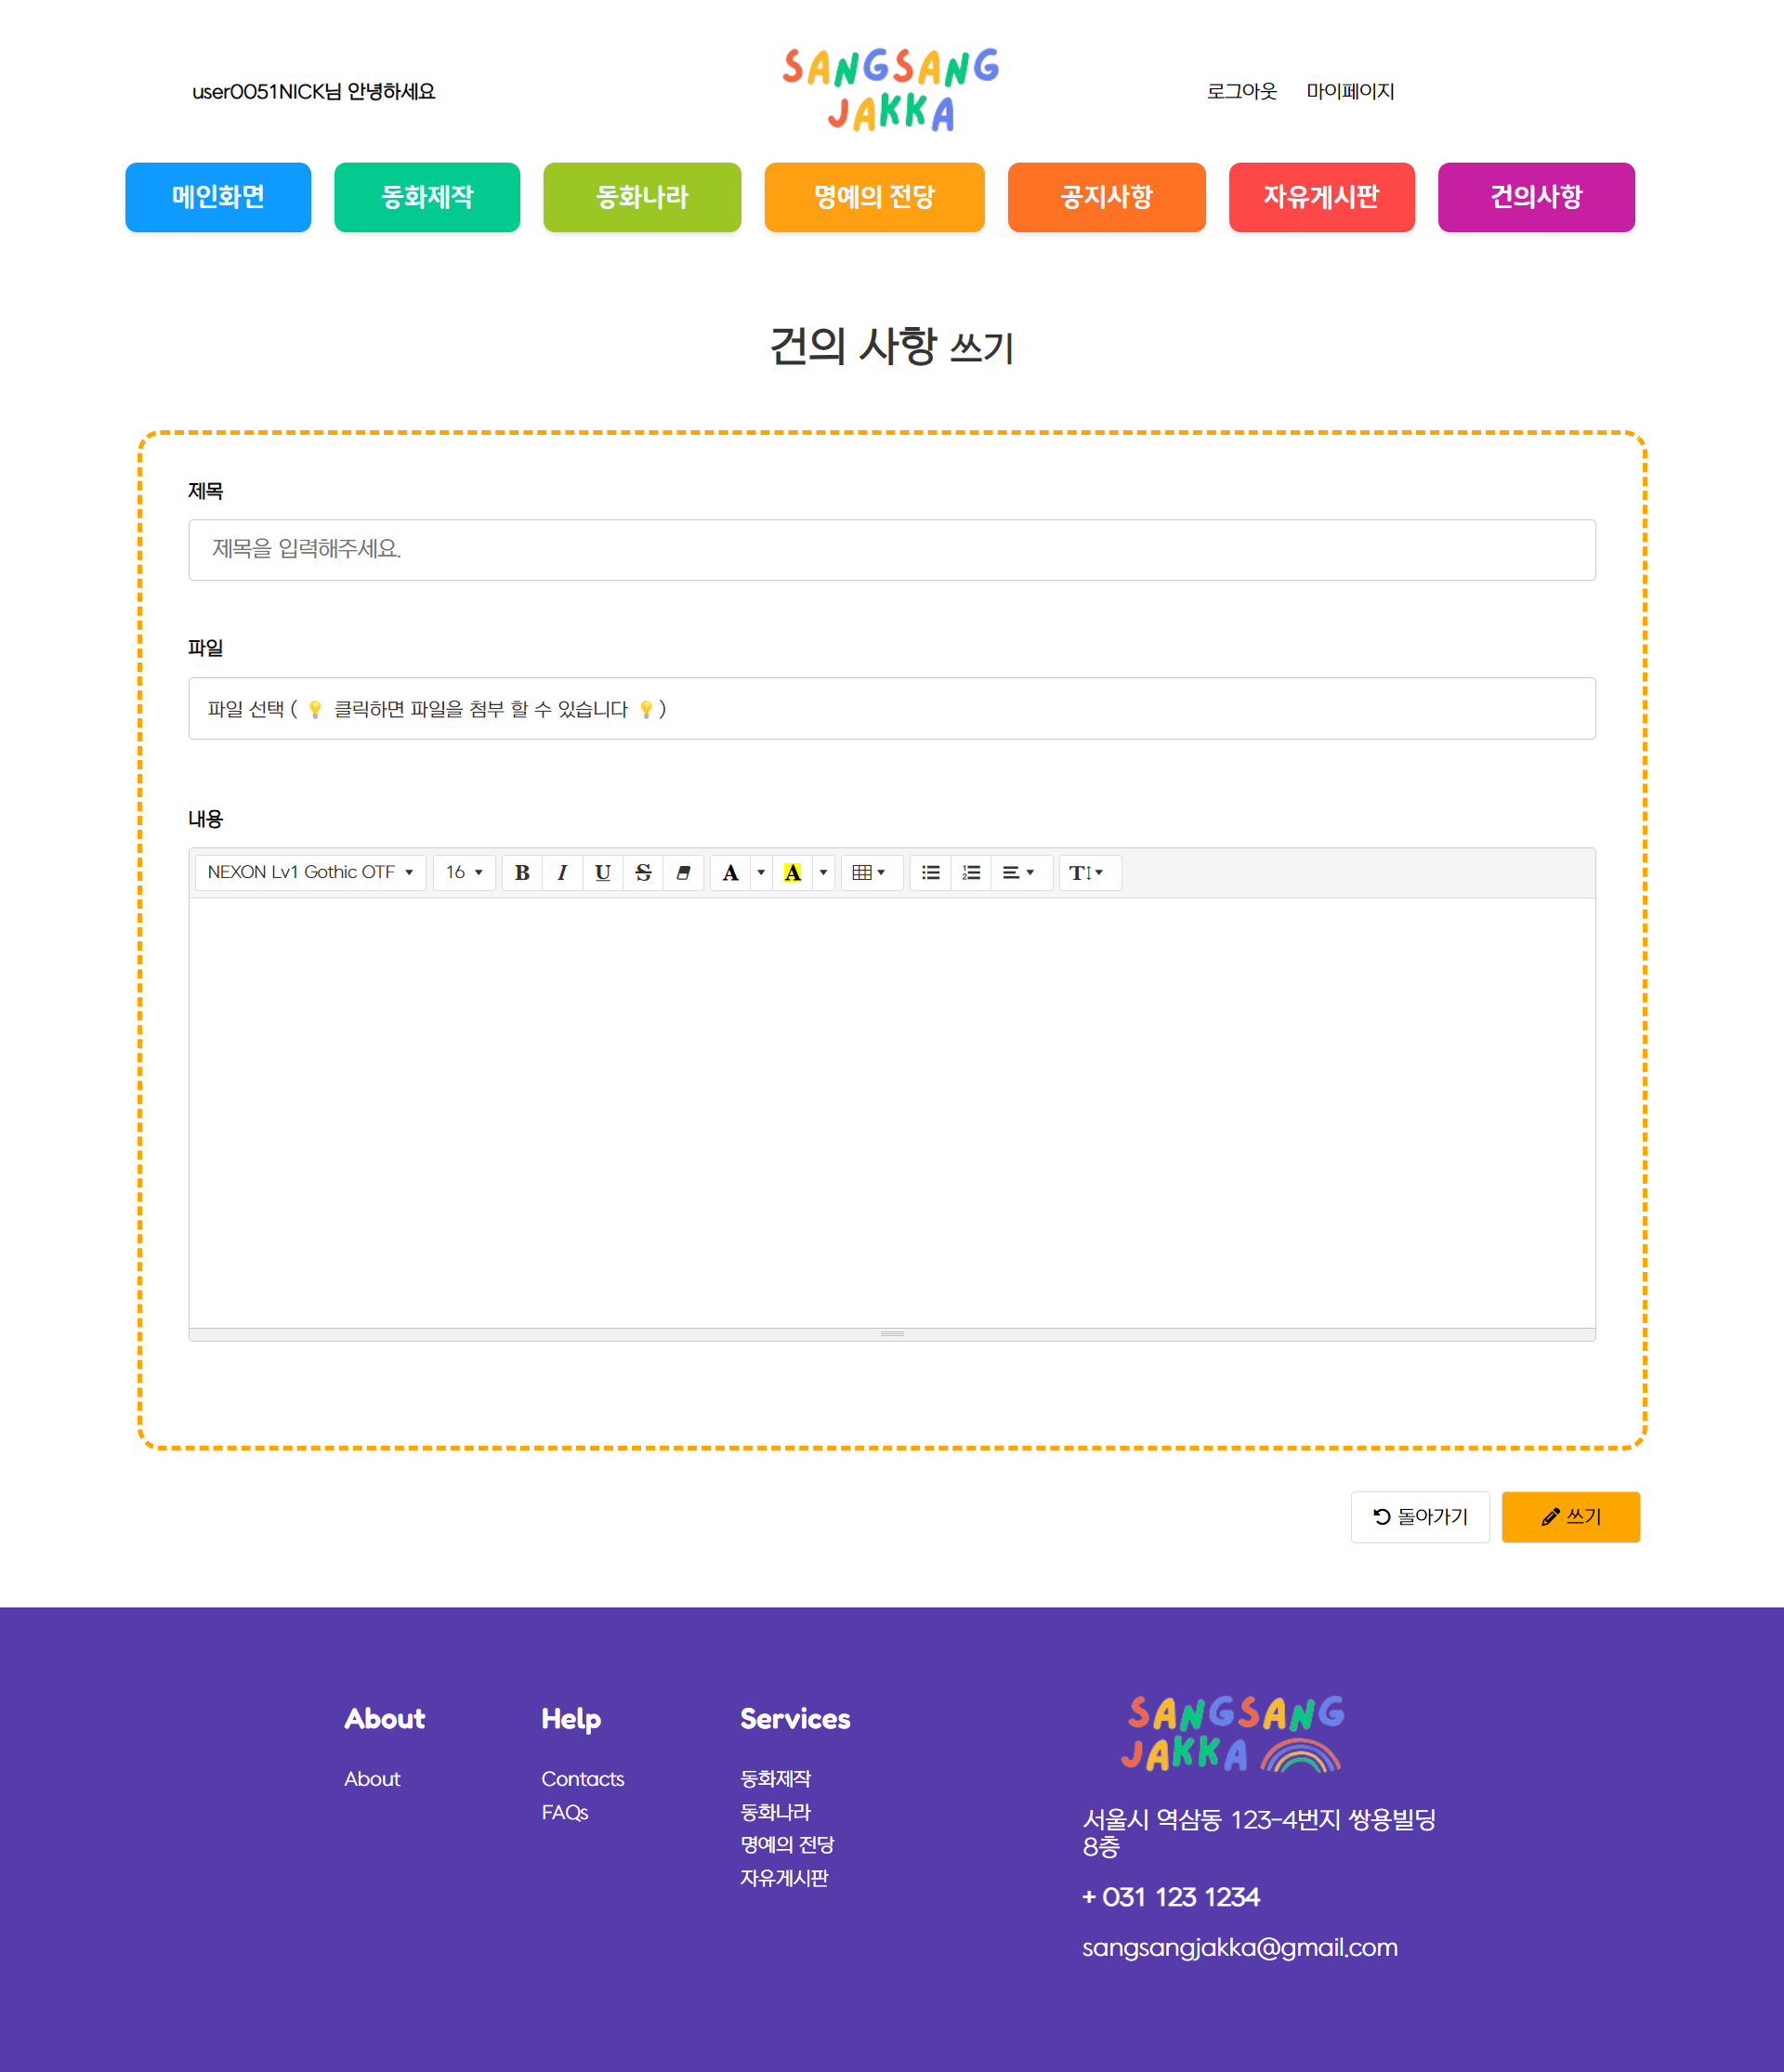 user0051NICK님 안녕하세요
SANGSANG
JAKKA
로그아웃 마이페이지
메인화면 동화제작 동화나라 명예의 전당 공지사항 자유게시판 건의사항
건의 사항 쓰기
제목
제목을 입력해주세요.
파일
파일 선택 ( 💡 클릭하면 파일을 첨부 할 수 있습니다 💡 )
내용
NEXON Lv1 Gothic OTF 16 B I U S A A T
돌아가기 쓰기
About
About
Help
Contacts
FAQs
Services
동화제작
동화나라
명예의 전당
자유게시판
SANGSANG
JAKKA
서울시 역삼동 123-4번지 쌍용빌딩
8층
+ 031 123 1234
sangsangjakka@gmail.com